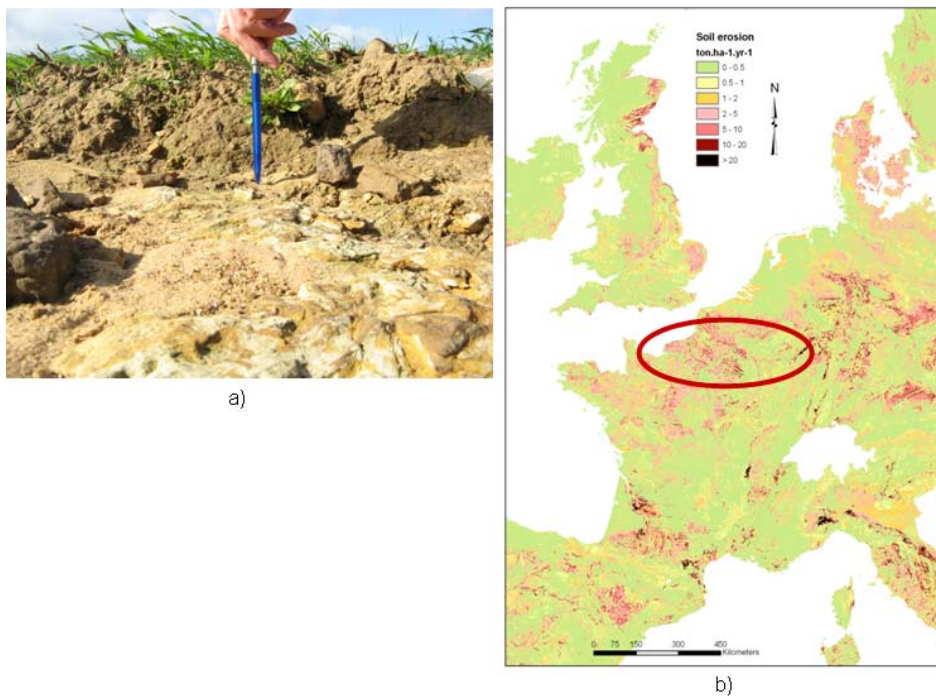 a)
Soil erosion
ton.ha-1.yr-1
0 - 0.5
0.5 - 1
1 - 2
2 - 5
5 - 10
10 - 20
> 20
N
0 75 150 300 450
Kilometers
b)